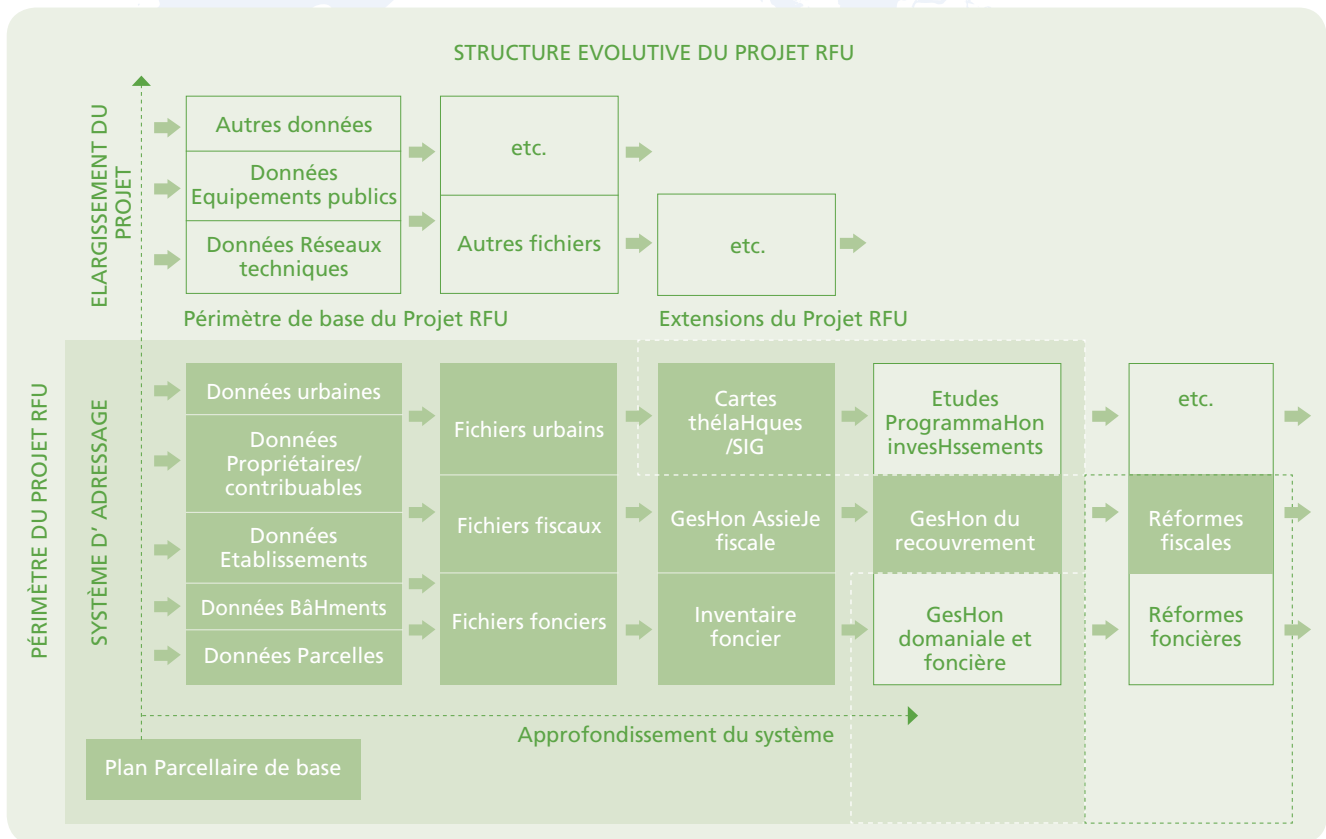 STRUCTURE EVOLUTIVE DU PROJET RFU
ELARGISSEMENT DU
PROJET
Autres données
Données
Equipements publics
Données Réseaux
techniques
etc.
Autres fichiers
etc.
Périmètre de base du Projet RFU
Extensions du Projet RFU
PÉRIMÈTRE DU PROJET RFU
SYSTÈME D' ADRESSAGE
Données urbaines
Données
Propriétaires/
contribuables
Données
Etablissements
Données BâHments
Données Parcelles
Fichiers urbains
Fichiers fiscaux
Fichiers fonciers
Cartes
thélaHques
/SIG
GesHon AssieJe
fiscale
Inventaire
foncier
Etudes
ProgrammaHon
invesHssements
GesHon du
recouvrement
GesHon
domaniale et
foncière
etc.
Réformes
fiscales
Réformes
foncières
Approfondissement du système
Plan Parcellaire de base